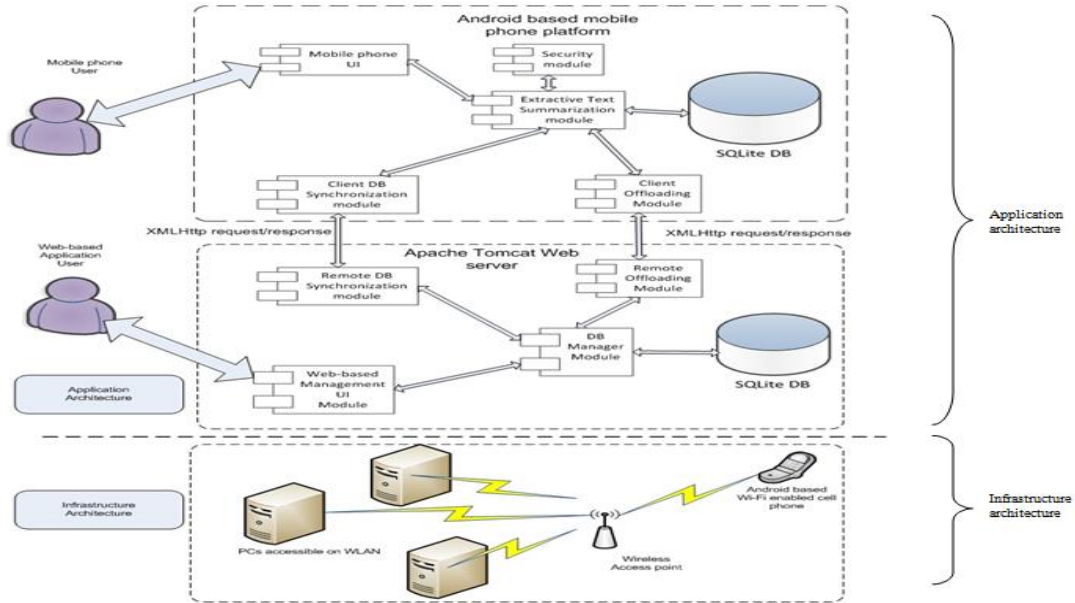 Android based mobile
phone platform
Mobile phone
User
Mobile phone
UI
Security
module
Extractive Text
Summarization
module
SQLite DB
Client DB
Synchronization
module
Client
Offloading
Module
XMLHttp request/response
XMLHttp request/response
Application
architecture
Web-based
Application
User
Apache Tomcat Web
server
Remote DB
Synchronization
module
Remote
Offloading
Module
DB
Manager
Module
SQLite DB
Web-based
Management
UI
Module
Application
Architecture
Infrastructure
Architecture
PCs accessible on WLAN
Wireless
Access point
Android based
Wi-Fi enabled cell
phone
Infrastructure
architecture